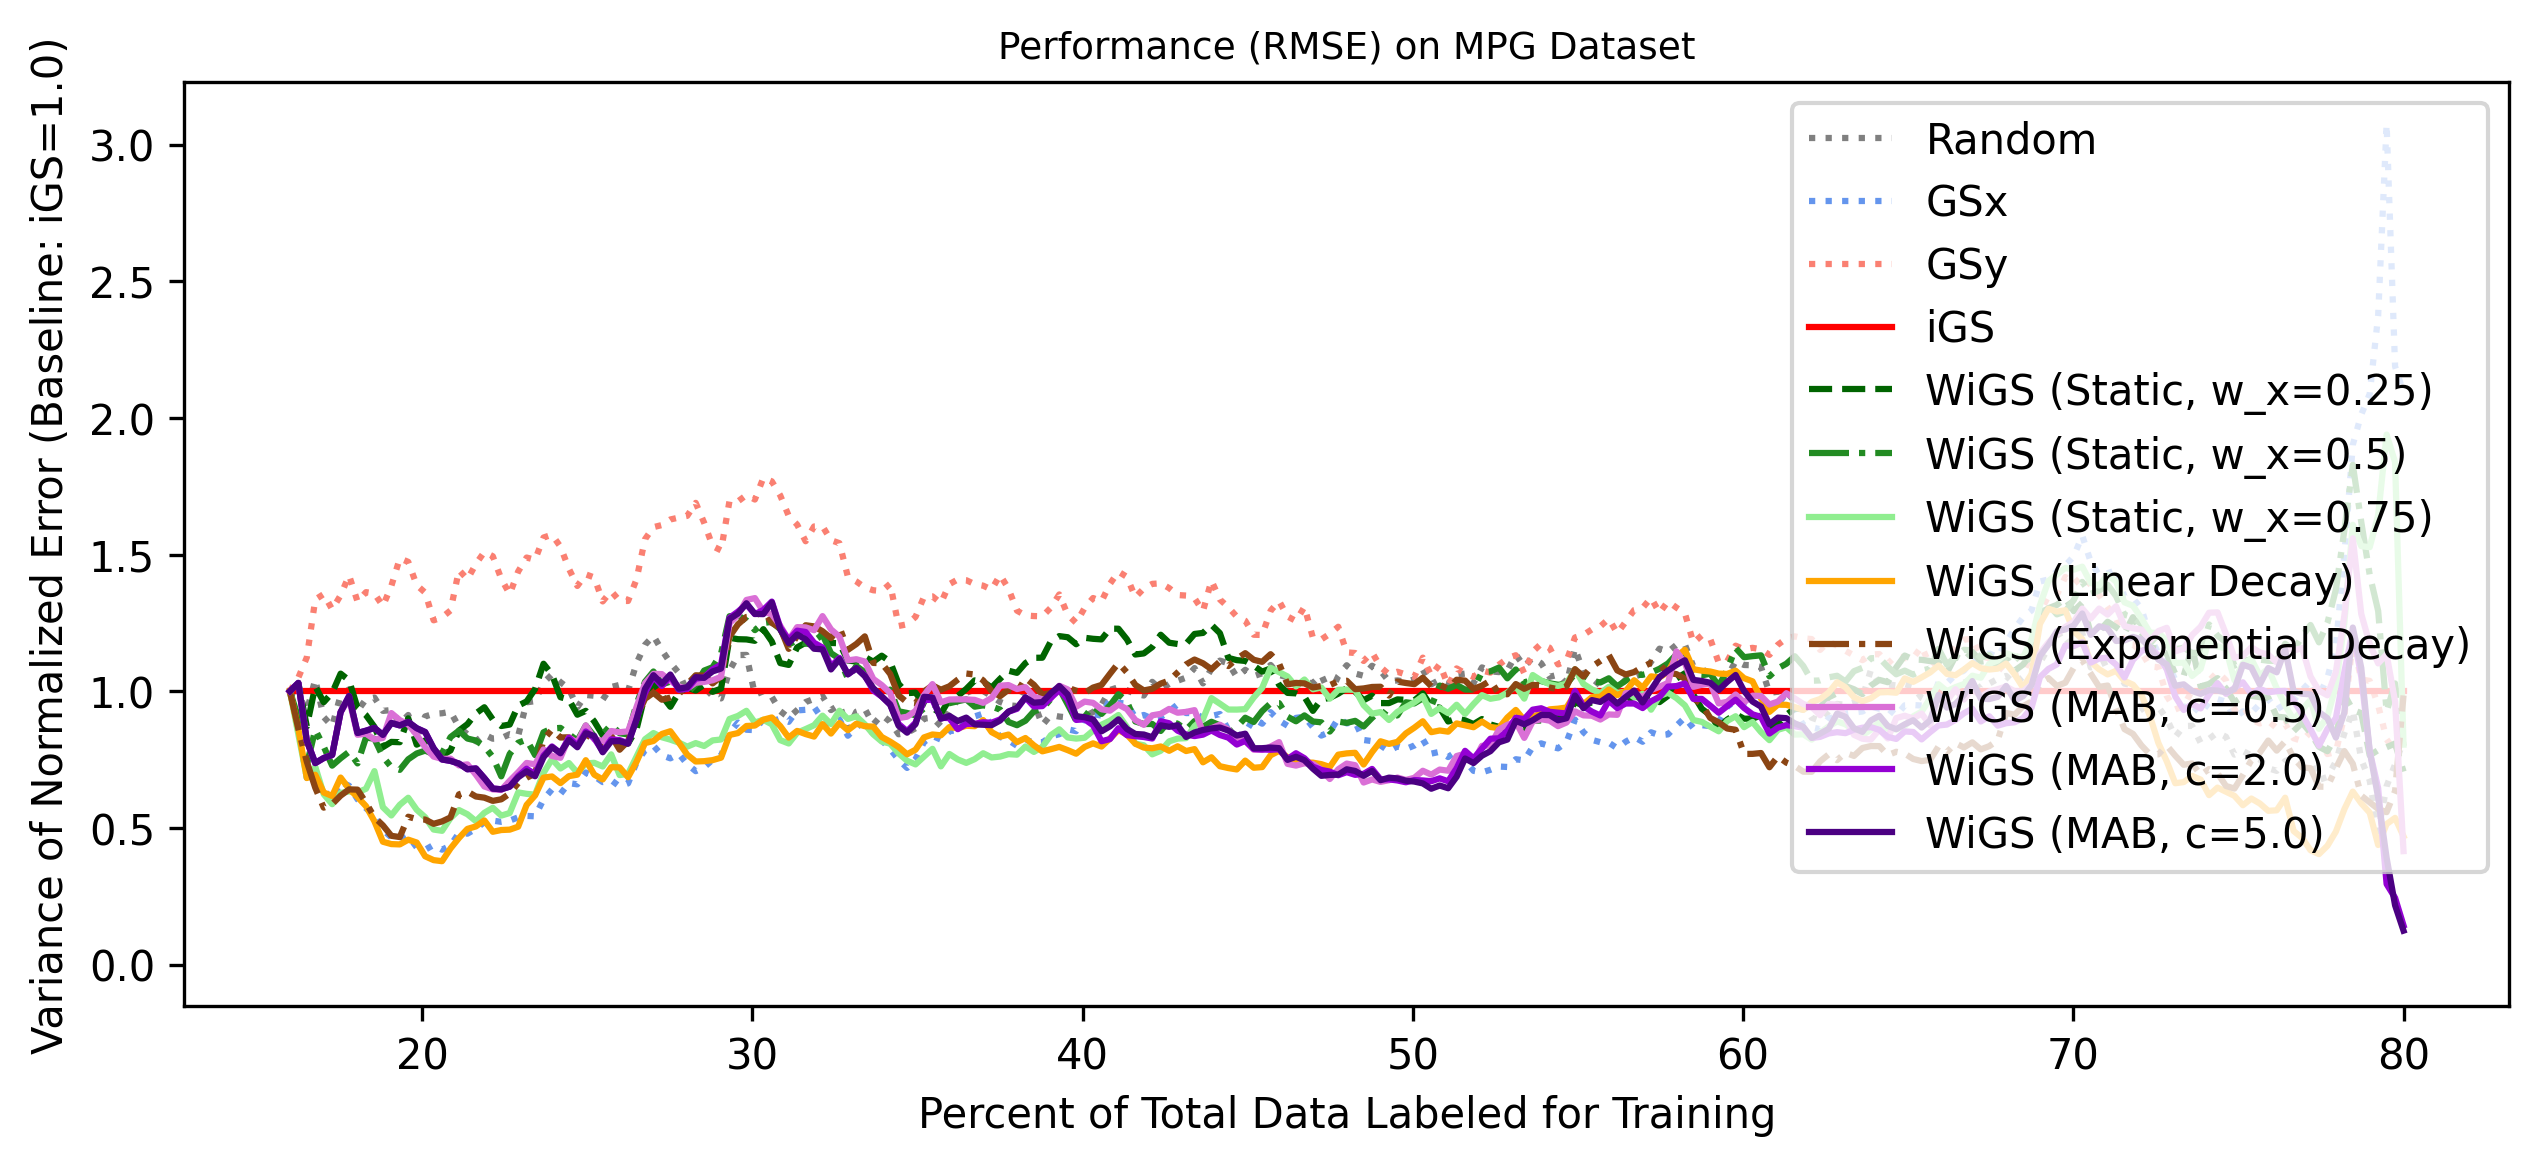 Performance (RMSE) on MPG Dataset
Variance of Normalized Error (Baseline: iGS=1.0)
3.0
2.5
2.0
1.5
1.0
0.5
0.0
Random
GSx
GSy
iGS
WiGS (Static, w_x=0.25)
WiGS (Static, w_x=0.5)
WiGS (Static, w_x=0.75)
WiGS (Linear Decay)
WiGS (Exponential Decay)
WiGS (MAB, c=0.5)
WiGS (MAB, c=2.0)
WiGS (MAB, c=5.0)
20 30 40 50 60 70 80
Percent of Total Data Labeled for Training